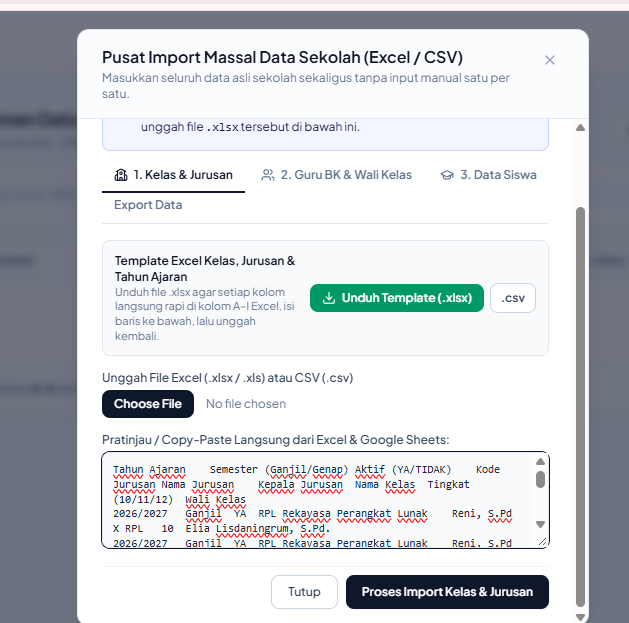 Pusat Import Massal Data Sekolah (Excel / CSV)
Masukkan seluruh data asli sekolah sekaligus tanpa input manual satu per
satu.
unggah file .xlsx tersebut di bawah ini.
1. Kelas & Jurusan
2. Guru BK & Wali Kelas
3. Data Siswa
Export Data
Template Excel Kelas, Jurusan &
Tahun Ajaran
Unduh file .xlsx agar setiap kolom
langsung rapi di kolom A–I Excel, isi
baris ke bawah, lalu unggah
kembali.
Unduh Template (.xlsx)
.csv
Unggah File Excel (.xlsx / .xls) atau CSV (.csv)
Choose File No file chosen
Pratinjau / Copy-Paste Langsung dari Excel & Google Sheets:
Tahun Ajaran Semester (Ganjil/Genap) Aktif (YA/TIDAK) Kode
Jurusan Nama Jurusan Kepala Jurusan Nama Kelas Tingkat
(10/11/12) Wali Kelas
2026/2027 Ganjil YA RPL Rekayasa Perangkat Lunak Reni, S.Pd
X RPL 10 Elia Lisdaningrum, S.Pd.
2026/2027 Ganjil YA RPL Rekayasa Perangkat Lunak Reni, S.Pd
Tutup
Proses Import Kelas & Jurusan